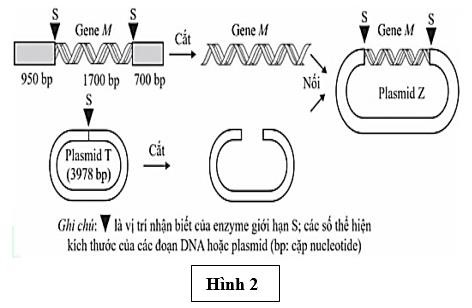 S Gene M S
Cắt
Gene M
S Gene M S
950 bp 1700 bp 700 bp
Nối
S
Plasmid Z
Plasmid T
(3978 bp)
Cắt
Ghi chú: ▼ là vị trí nhận biết của enzyme giới hạn S; các số thể hiện
kích thước của các đoạn DNA hoặc plasmid (bp: cặp nucleotide)
Hình 2